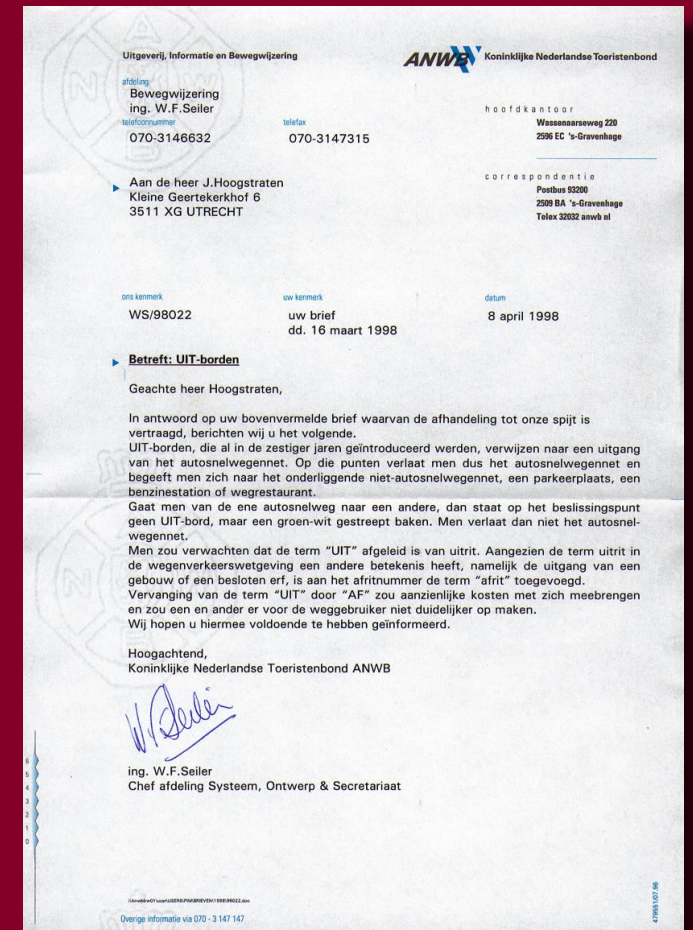 Uitgeverij, Informatie en Bewegwijzering
ANWB Koninklijke Nederlandse Toeristenbond
afdeling
Bewegwijzering
ing. W.F.Seiler
telefoonnummer telefax
070-3146632 070-3147315
hoofdkantoor
Wassenaarseweg 220
2596 EC 's-Gravenhage
Aan de heer J.Hoogstraten
Kleine Geertekerkhof 6
3511 XG UTRECHT
correspondentie
Postbus 93200
2509 BA 's-Gravenhage
Telex 32032 anwb nl
ons kenmerk uw kenmerk datum
WS/98022 uw brief 8 april 1998
dd. 16 maart 1998
Betreft: UIT-borden
Geachte heer Hoogstraten,
In antwoord op uw bovenvermelde brief waarvan de afhandeling tot onze spijt is
vertraagd, berichten wij u het volgende.
UIT-borden, die al in de zestiger jaren geïntroduceerd werden, verwijzen naar een uitgang
van het autosnelwegennet. Op die punten verlaat men dus het autosnelwegennet en
begeeft men zich naar het onderliggende niet-autosnelwegennet, een parkeerplaats, een
benzinestation of wegrestaurant.
Gaat men van de ene autosnelweg naar een andere, dan staat op het beslissingspunt
geen UIT-bord, maar een groen-wit gestreept baken. Men verlaat dan niet het autosnel-
wegennet.
Men zou verwachten dat de term “UIT” afgeleid is van uitrit. Aangezien de term uitrit in
de wegenverkeerswetgeving een andere betekenis heeft, namelijk de uitgang van een
gebouw of een besloten erf, is aan het afritnummer de term “afrit” toegevoegd.
Vervanging van de term “UIT” door “AF” zou aanzienlijke kosten met zich meebrengen
en zou een en ander er voor de weggebruiker niet duidelijker op maken.
Wij hopen u hiermee voldoende te hebben geïnformeerd.
Hoogachtend,
Koninklijke Nederlandse Toeristenbond ANWB
ing. W.F.Seiler
Chef afdeling Systeem, Ontwerp & Secretariaat
6
5
4
3
2
1
0
Overige informatie via 070 - 3 147 147
479551/07.96